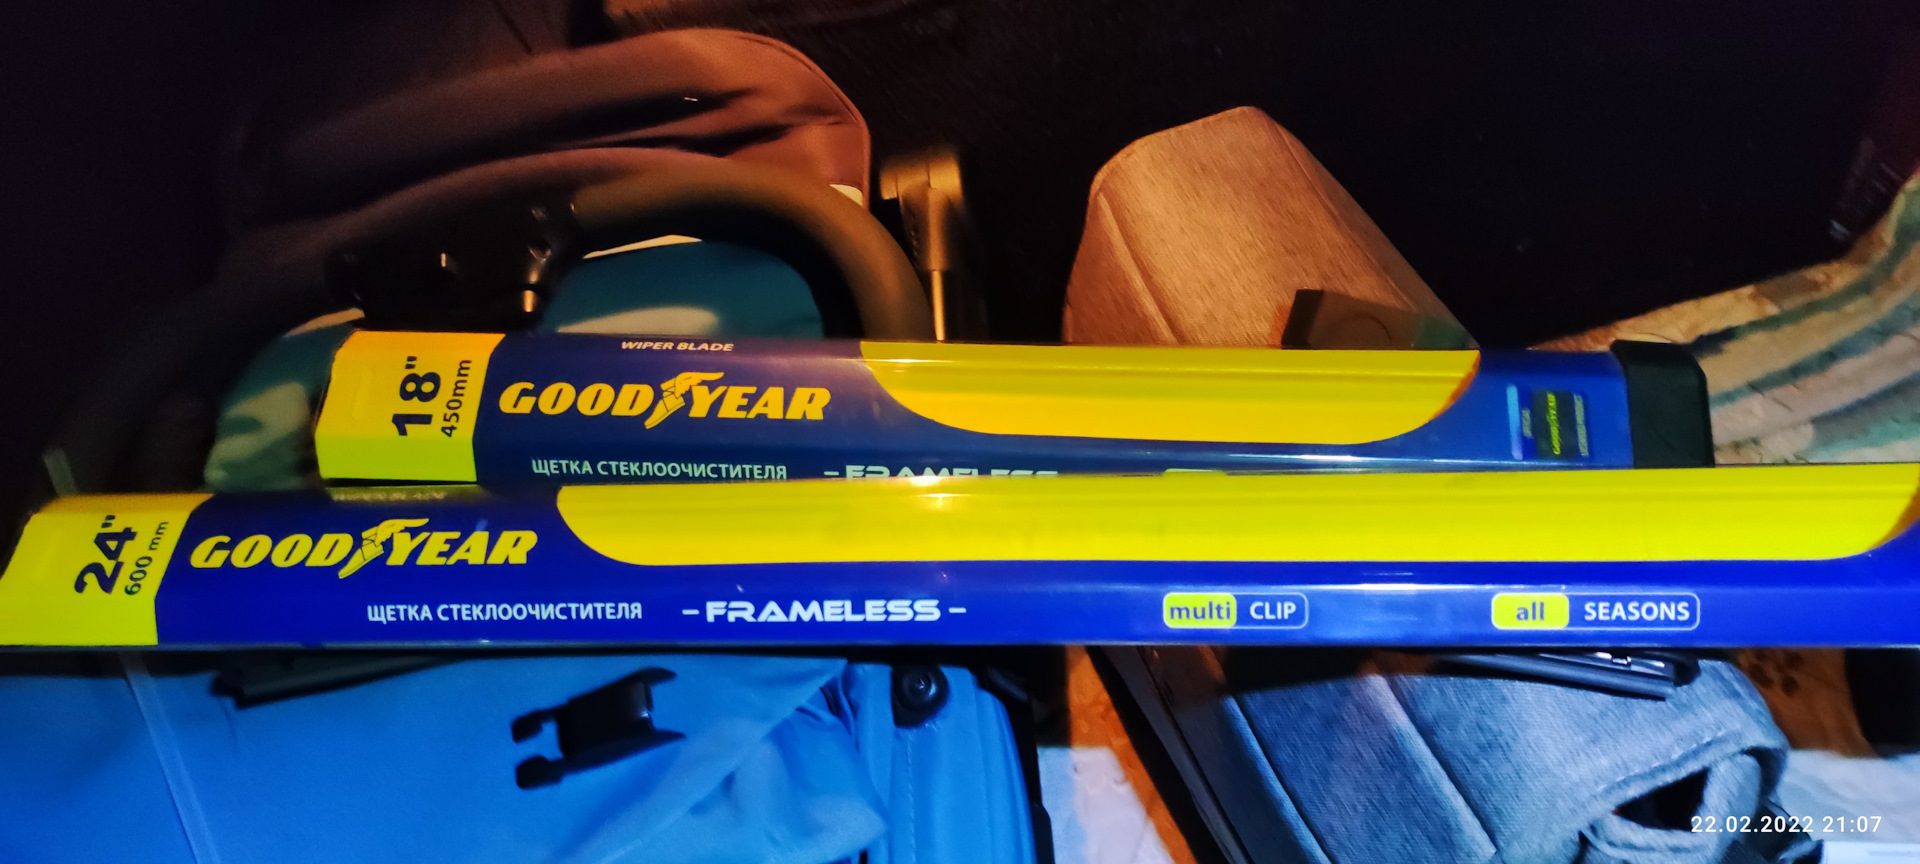 18"
450mm
WIPER BLADE
GOODYEAR
ЩЕТКА СТЕКЛООЧИСТИТЕЛЯ
-FRAMELESS
24"
600 mm
GOODYEAR
ЩЕТКА СТЕКЛООЧИСТИТЕЛЯ
-FRAMELESS-
multi CLIP
all SEASONS
22.02.2022 21:07